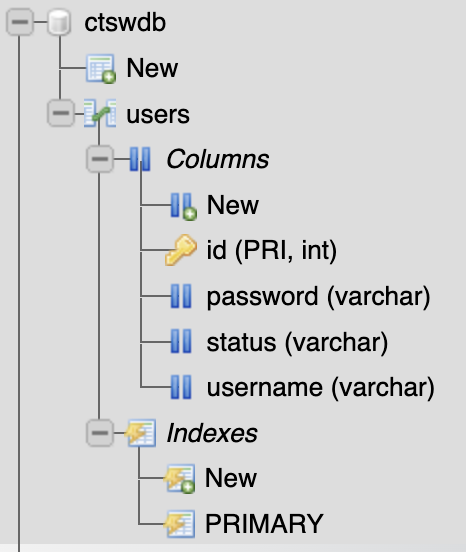 ctswdb
New
users
Columns
New
id (PRI, int)
password (varchar)
status (varchar)
username (varchar)
Indexes
New
PRIMARY